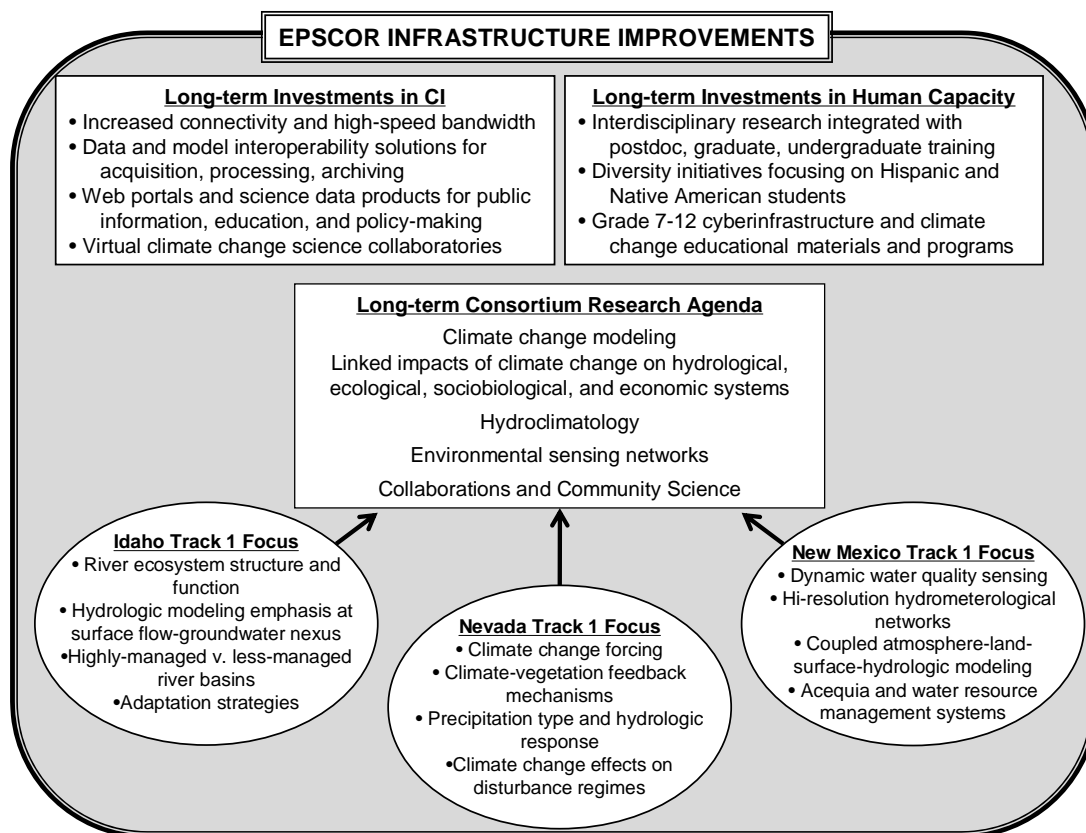 EPSCOR INFRASTRUCTURE IMPROVEMENTS
Long-term Investments in CI
• Increased connectivity and high-speed bandwidth
• Data and model interoperability solutions for
acquisition, processing, archiving
• Web portals and science data products for public
information, education, and policy-making
• Virtual climate change science collaboratories
Long-term Investments in Human Capacity
• Interdisciplinary research integrated with
postdoc, graduate, undergraduate training
• Diversity initiatives focusing on Hispanic and
Native American students
• Grade 7-12 cyberinfrastructure and climate
change educational materials and programs
Long-term Consortium Research Agenda
Climate change modeling
Linked impacts of climate change on hydrological,
ecological, sociobiological, and economic systems
Hydroclimatology
Environmental sensing networks
Collaborations and Community Science
Idaho Track 1 Focus
• River ecosystem structure and
function
• Hydrologic modeling emphasis at
surface flow-groundwater nexus
•Highly-managed v. less-managed
river basins
•Adaptation strategies
Nevada Track 1 Focus
• Climate change forcing
• Climate-vegetation feedback
mechanisms
• Precipitation type and hydrologic
response
•Climate change effects on
disturbance regimes
New Mexico Track 1 Focus
• Dynamic water quality sensing
• Hi-resolution hydrometerological
networks
• Coupled atmosphere-land-
surface-hydrologic modeling
• Acequia and water resource
management systems